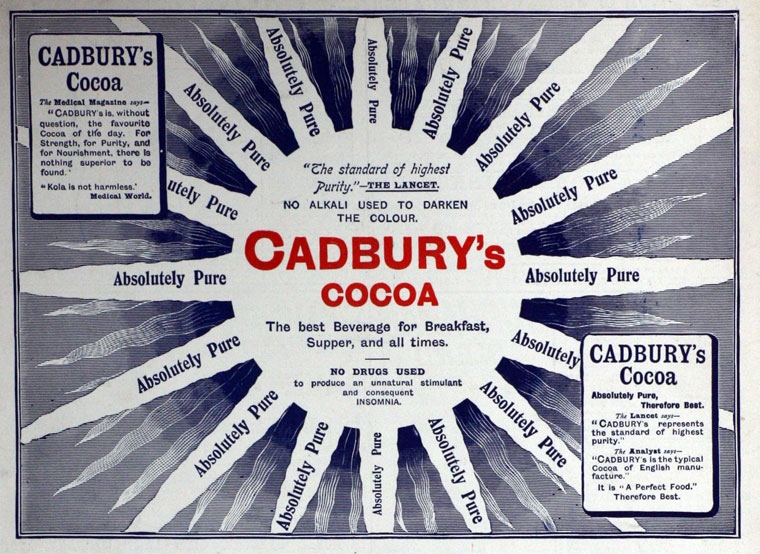 CADBURY's
Cocoa
The Medical Magazine says—
"CADBURY's is, without
question, the favourite
Cocoa of the day. For
Strength, for Purity, and
for Nourishment, there is
nothing superior to be
found."
"Kola is not harmless.'
Medical World.
Absolutely Pure
Absolutely Pure
Absolutely Pure
Absolutely Pure
Absolutely Pure
Absolutely Pure
utely Pure
Absolutely Pure
Absolutely Pure
"The standard of highest
Purity."—THE LANCET.
NO ALKALI USED TO DARKEN
THE COLOUR.
CADBURY's
COCOA
The best Beverage for Breakfast,
Supper, and all times.
NO DRUGS USED
to produce an unnatural stimulant
and consequent
INSOMNIA.
Absolutely Pure
Absolutely
Absolutely Pure
Absolutely Pure
Absolutely Pure
Absolutely Pure
Absolutely Pure
Absolutely Pure
CADBURY's
Cocoa
Absolutely Pure,
Therefore Best.
The Lancet says—
"CADBURY's represents
the standard of highest
purity."
The Analyst says—
"CADBURY's is the typical
Cocoa of English manu-
facture."
It is "A Perfect Food."
Therefore Best.